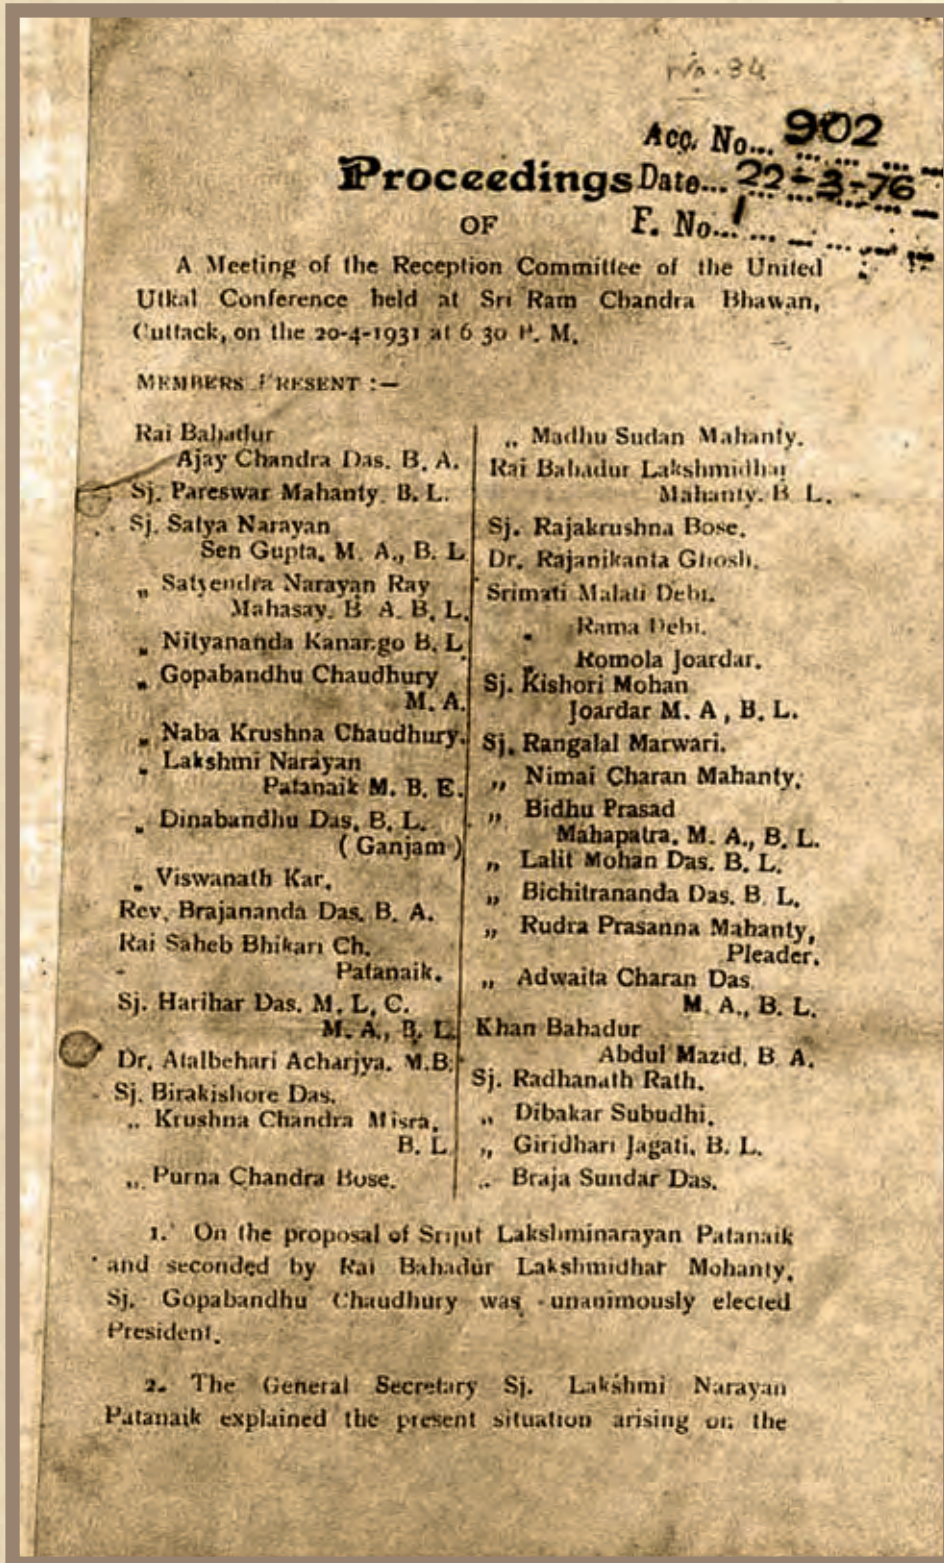 No. 34
Acc. No... 902
Proceedings
Date... 22-3-76
OF
F. No... 1
A Meeting of the Reception Committee of the United
Utkal Conference held at Sri Ram Chandra Bhawan,
Cuttack, on the 20-4-1931 at 6 30 P. M.
MEMBERS PRESENT :—
Rai Bahadur
Ajay Chandra Das. B. A.
Sj. Pareswar Mahanty. B. L.
Sj. Satya Narayan
Sen Gupta, M. A., B. L
„ Satyendra Narayan Ray
Mahasay. B A. B. L.
„ Nityananda Kanango B. L.
„ Gopabandhu Chaudhury
M. A.
„ Naba Krushna Chaudhury.
„ Lakshmi Narayan
Patanaik M. B. E.
„ Dinabandhu Das, B. L.
( Ganjam )
„ Viswanath Kar.
Rev. Brajananda Das. B. A.
Rai Saheb Bhikari Ch.
Patanaik.
Sj. Harihar Das. M. L. C.
M. A., B. L.
Dr. Atalbehari Acharjya. M.B.
Sj. Birakishore Das.
„ Krushna Chandra Misra.
B. L
„ Purna Chandra Bose.
„ Madhu Sudan Mahanty.
Rai Bahadur Lakshmidhar
Mahanty. B L.
Sj. Rajakrushna Bose.
Dr. Rajanikanta Ghosh.
Srimati Malati Debi.
„ Rama Debi.
„ Romola Joardar.
Sj. Kishori Mohan
Joardar M. A , B. L.
Sj. Rangalal Marwari.
„ Nimai Charan Mahanty.
„ Bidhu Prasad
Mahapatra. M. A., B. L.
„ Lalit Mohan Das. B. L.
„ Bichitrananda Das. B. L.
„ Rudra Prasanna Mahanty,
Pleader.
„ Adwaita Charan Das
M. A., B. L.
Khan Bahadur
Abdul Mazid. B A.
Sj. Radhanath Rath.
„ Dibakar Subudhi.
„ Giridhari Jagati. B. L.
„ Braja Sundar Das.
1. On the proposal of Srijut Lakshminarayan Patanaik
and seconded by Rai Bahadur Lakshmidhar Mohanty.
Sj. Gopabandhu Chaudhury was unanimously elected
President.
2. The General Secretary Sj. Lakshmi Narayan
Patanaik explained the present situation arising on the